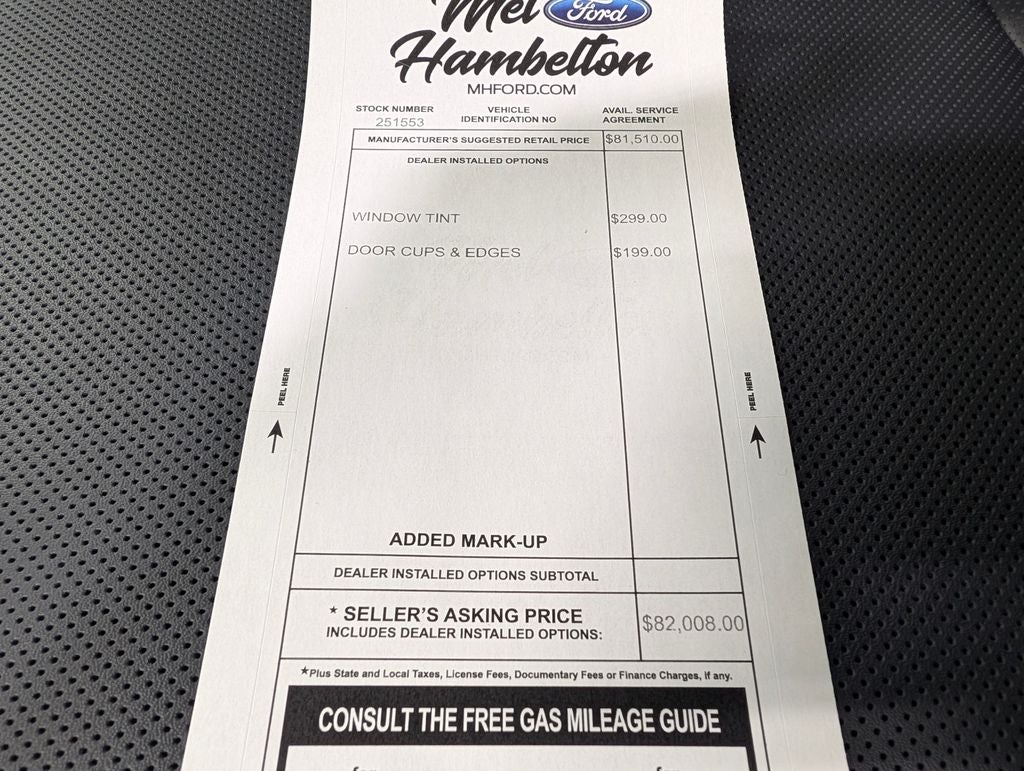 Mel Ford
Hambelton
MHFORD.COM
STOCK NUMBER
251553
VEHICLE
IDENTIFICATION NO
AVAIL. SERVICE
AGREEMENT
MANUFACTURER'S SUGGESTED RETAIL PRICE $81,510.00
DEALER INSTALLED OPTIONS
WINDOW TINT $299.00
DOOR CUPS & EDGES $199.00
PEEL HERE
PEEL HERE
ADDED MARK-UP
DEALER INSTALLED OPTIONS SUBTOTAL
* SELLER'S ASKING PRICE
INCLUDES DEALER INSTALLED OPTIONS:
$82,008.00
*Plus State and Local Taxes, License Fees, Documentary Fees or Finance Charges, if any.
CONSULT THE FREE GAS MILEAGE GUIDE